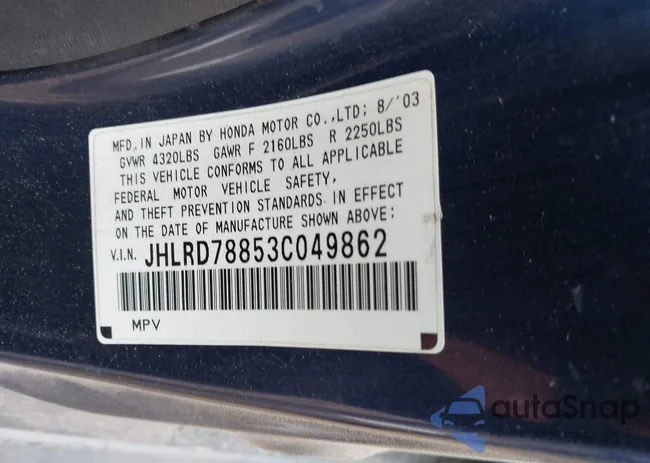 MFD. IN JAPAN BY HONDA MOTOR CO., LTD; 8/'03
GVWR 4320LBS GAWR F 2160LBS R 2250LBS
THIS VEHICLE CONFORMS TO ALL APPLICABLE
FEDERAL MOTOR VEHICLE SAFETY,
AND THEFT PREVENTION STANDARDS IN EFFECT
ON THE DATE OF MANUFACTURE SHOWN ABOVE:
V.I.N. JHLRD78853C049862
MPV
autoSnap